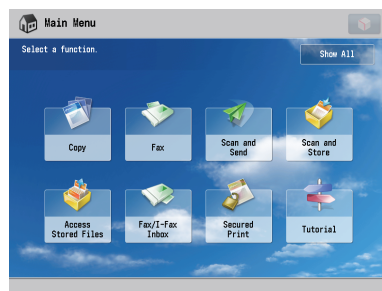 Main Menu
Select a function.
Show All
Copy
Fax
Scan and
Send
Scan and
Store
Access
Stored Files
Fax/I-Fax
Inbox
Secured
Print
Tutorial